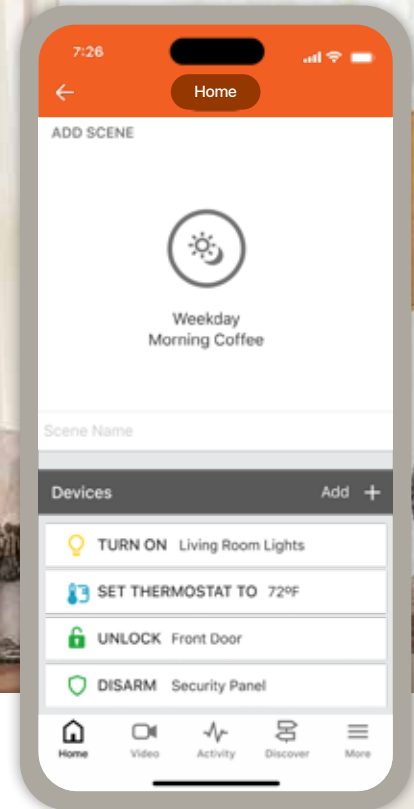 7:26
Home
ADD SCENE
Weekday
Morning Coffee
Scene Name
Devices Add +
TURN ON Living Room Lights
SET THERMOSTAT TO 72ºF
UNLOCK Front Door
DISARM Security Panel
Home Video Activity Discover More